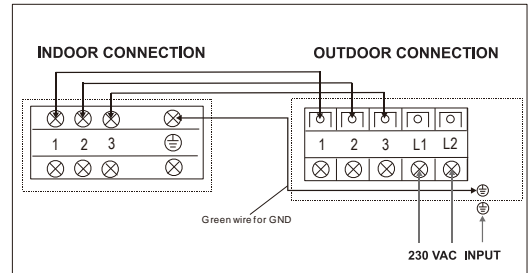 INDOOR CONNECTION
OUTDOOR CONNECTION
1 2 3
1 2 3 L1 L2
Green wire for GND
230 VAC INPUT